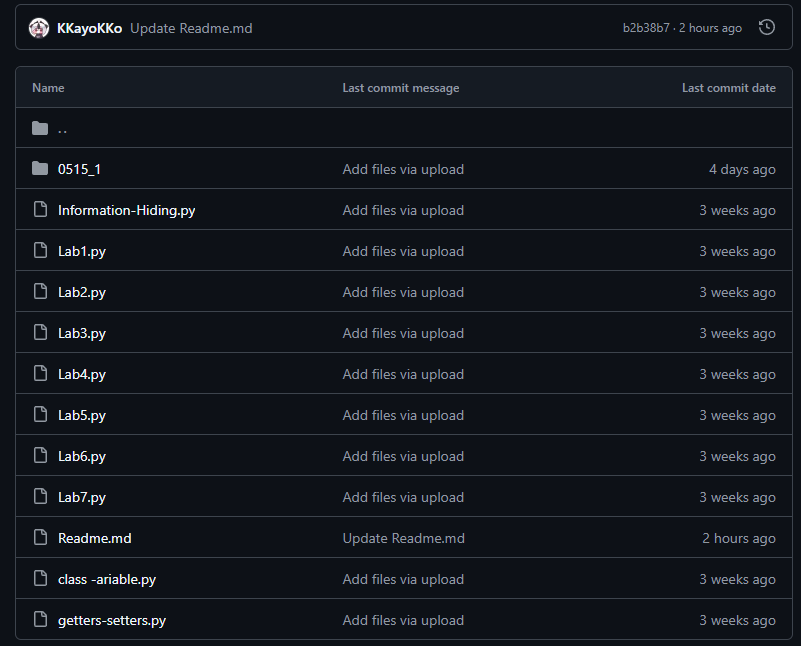 KKayoKKo Update Readme.md b2b38b7 · 2 hours ago
Name Last commit message Last commit date
..
0515_1 Add files via upload 4 days ago
Information-Hiding.py Add files via upload 3 weeks ago
Lab1.py Add files via upload 3 weeks ago
Lab2.py Add files via upload 3 weeks ago
Lab3.py Add files via upload 3 weeks ago
Lab4.py Add files via upload 3 weeks ago
Lab5.py Add files via upload 3 weeks ago
Lab6.py Add files via upload 3 weeks ago
Lab7.py Add files via upload 3 weeks ago
Readme.md Update Readme.md 2 hours ago
class -ariable.py Add files via upload 3 weeks ago
getters-setters.py Add files via upload 3 weeks ago